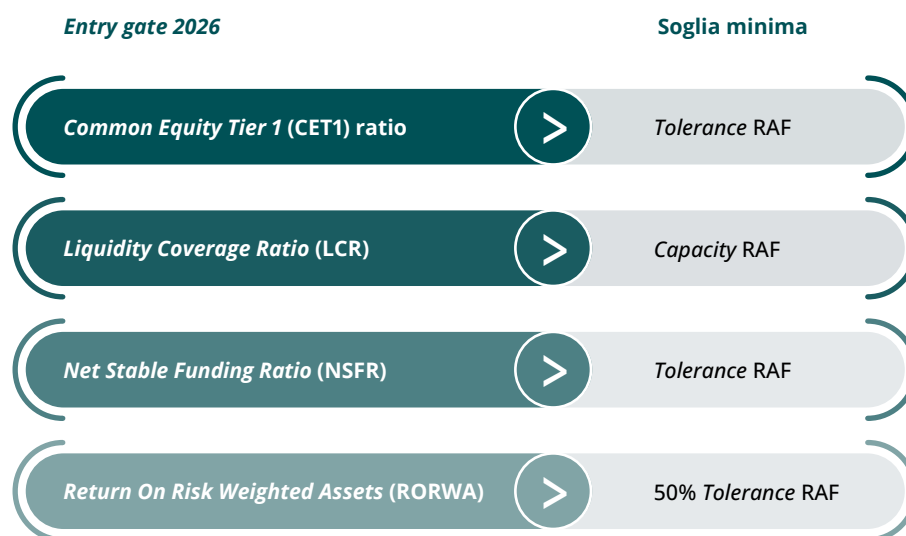 Entry gate 2026 Soglia minima
Common Equity Tier 1 (CET1) ratio > Tolerance RAF
Liquidity Coverage Ratio (LCR) > Capacity RAF
Net Stable Funding Ratio (NSFR) > Tolerance RAF
Return On Risk Weighted Assets (RORWA) > 50% Tolerance RAF